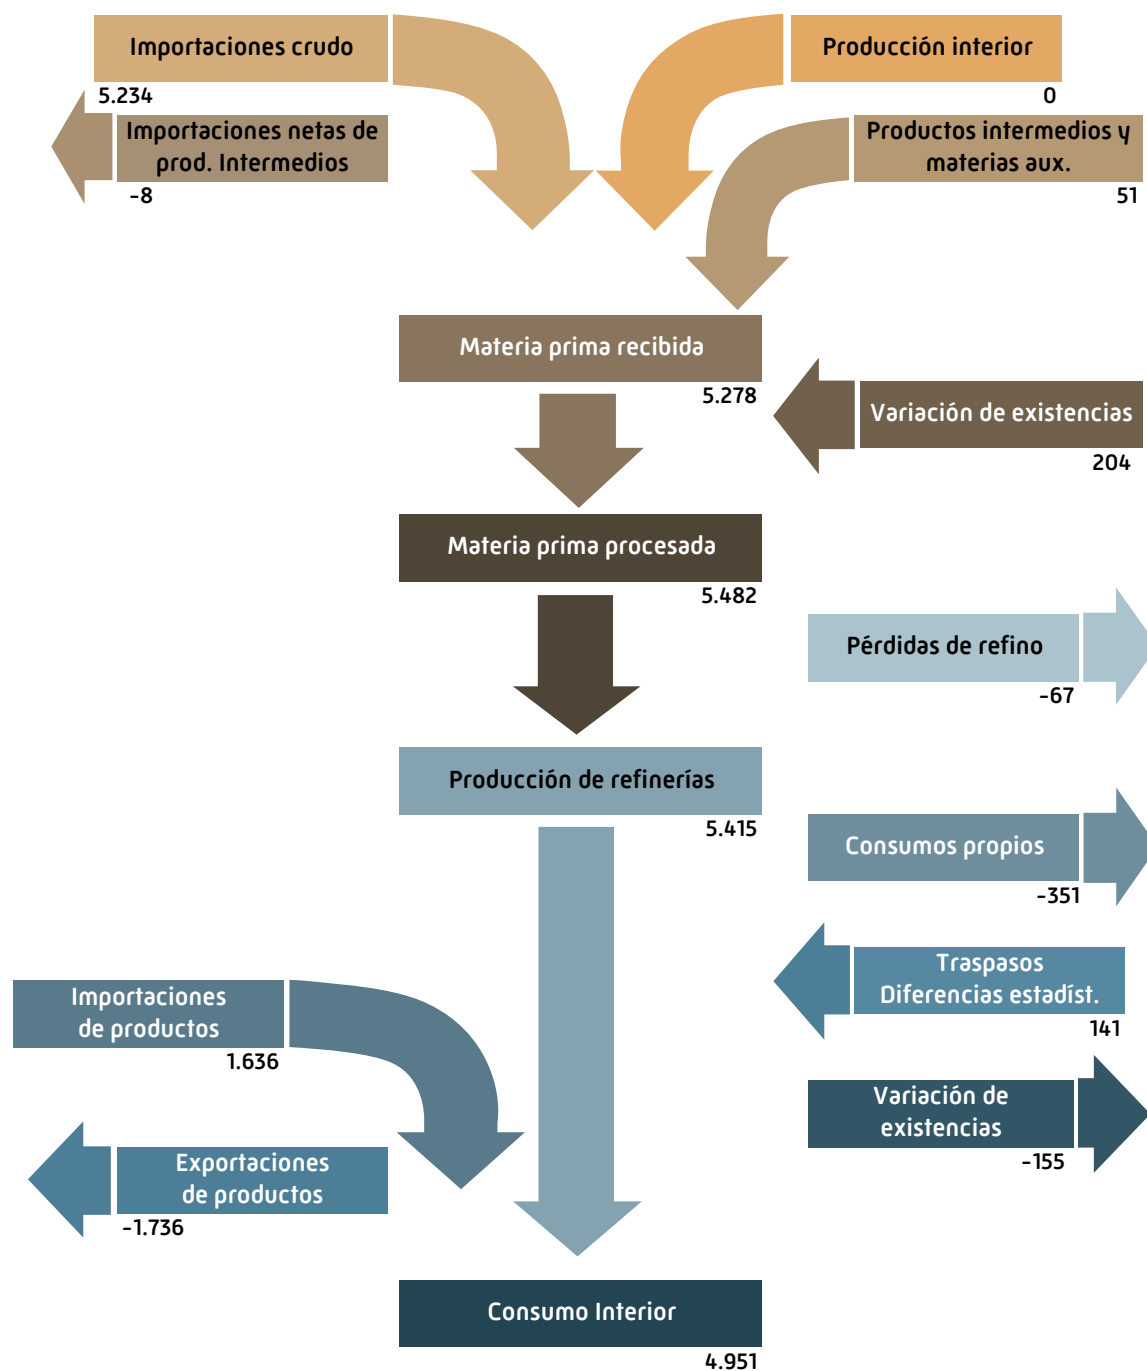 Importaciones crudo
5.234
Producción interior
0
Importaciones netas de
prod. Intermedios
-8
Productos intermedios y
materias aux.
51
Materia prima recibida
5.278
Variación de existencias
204
Materia prima procesada
5.482
Pérdidas de refino
-67
Producción de refinerías
5.415
Consumos propios
-351
Traspasos
Diferencias estadíst.
141
Importaciones
de productos
1.636
Variación de
existencias
-155
Exportaciones
de productos
-1.736
Consumo Interior
4.951